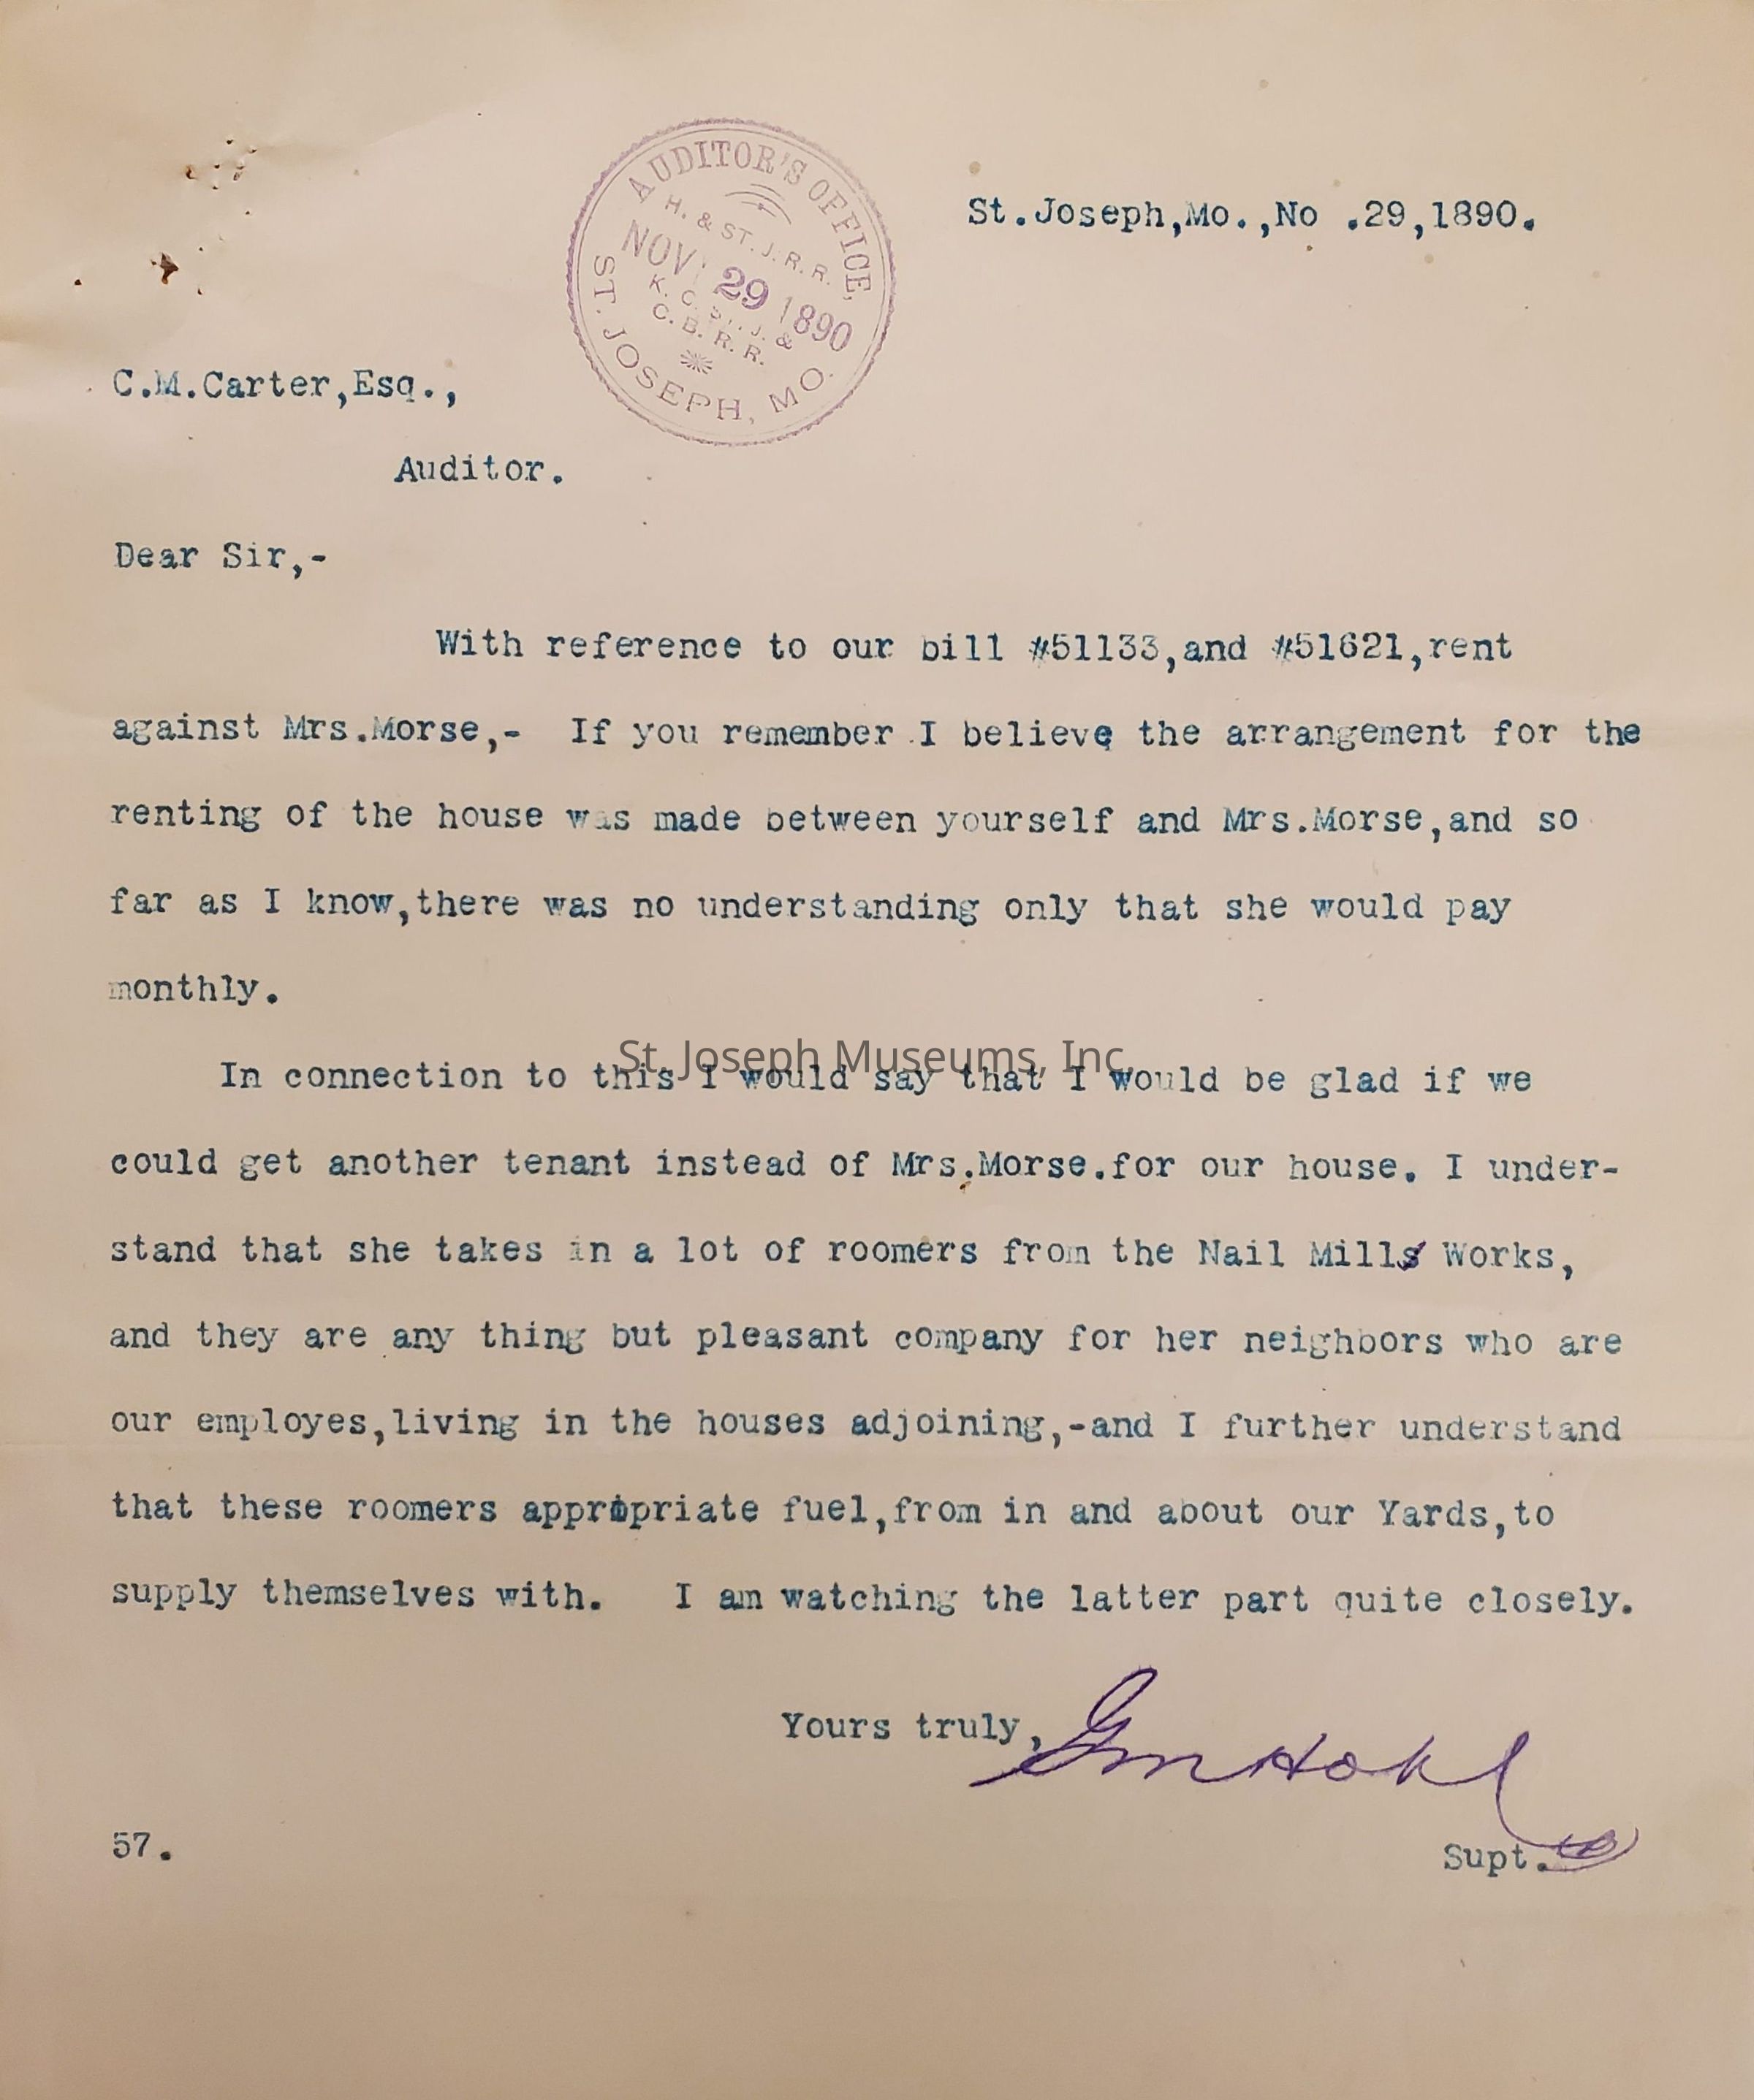 AUDITOR'S OFFICE,
H. & ST. J. R. R.
NOV 29 1890
K. C. ST. J. &
C. B. R. R.
ST. JOSEPH, MO.
St.Joseph,Mo.,No .29,1890.
C.M.Carter,Esq.,
Auditor.
Dear Sir,-
With reference to our bill #51133,and #51621,rent
against Mrs.Morse,- If you remember I believe the arrangement for the
renting of the house was made between yourself and Mrs.Morse,and so
far as I know,there was no understanding only that she would pay
monthly.
St. Joseph Museums, Inc.
In connection to this I would say that I would be glad if we
could get another tenant instead of Mrs.Morse.for our house. I under-
stand that she takes in a lot of roomers from the Nail Mills Works,
and they are any thing but pleasant company for her neighbors who are
our employes,living in the houses adjoining,-and I further understand
that these roomers appropriate fuel,from in and about our Yards,to
supply themselves with. I am watching the latter part quite closely.
Yours truly,
57.
Supt.